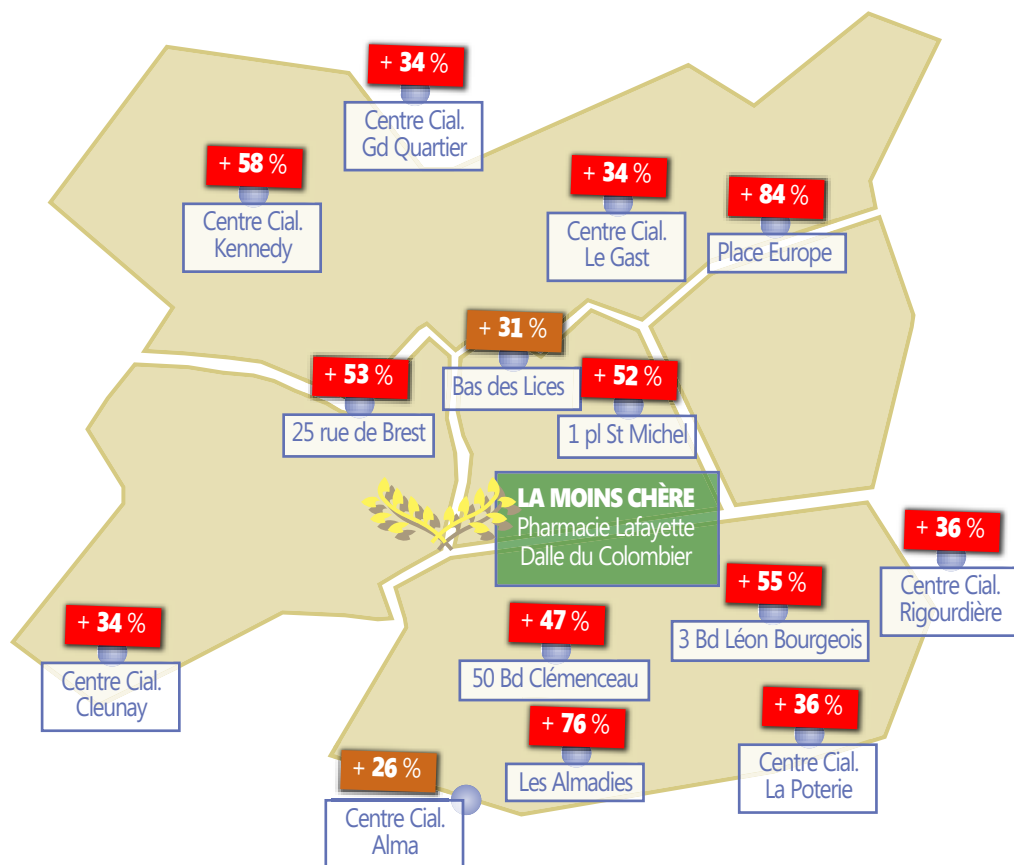 + 34 %
Centre Cial.
Gd Quartier
+ 58 %
Centre Cial.
Kennedy
+ 34 %
Centre Cial.
Le Gast
+ 84 %
Place Europe
+ 31 %
Bas des Lices
+ 53 %
25 rue de Brest
+ 52 %
1 pl St Michel
LA MOINS CHÈRE
Pharmacie Lafayette
Dalle du Colombier
+ 36 %
Centre Cial.
Rigourdière
+ 55 %
3 Bd Léon Bourgeois
+ 34 %
Centre Cial.
Cleunay
+ 47 %
50 Bd Clémenceau
+ 36 %
Centre Cial.
La Poterie
+ 76 %
Les Almadies
+ 26 %
Centre Cial.
Alma